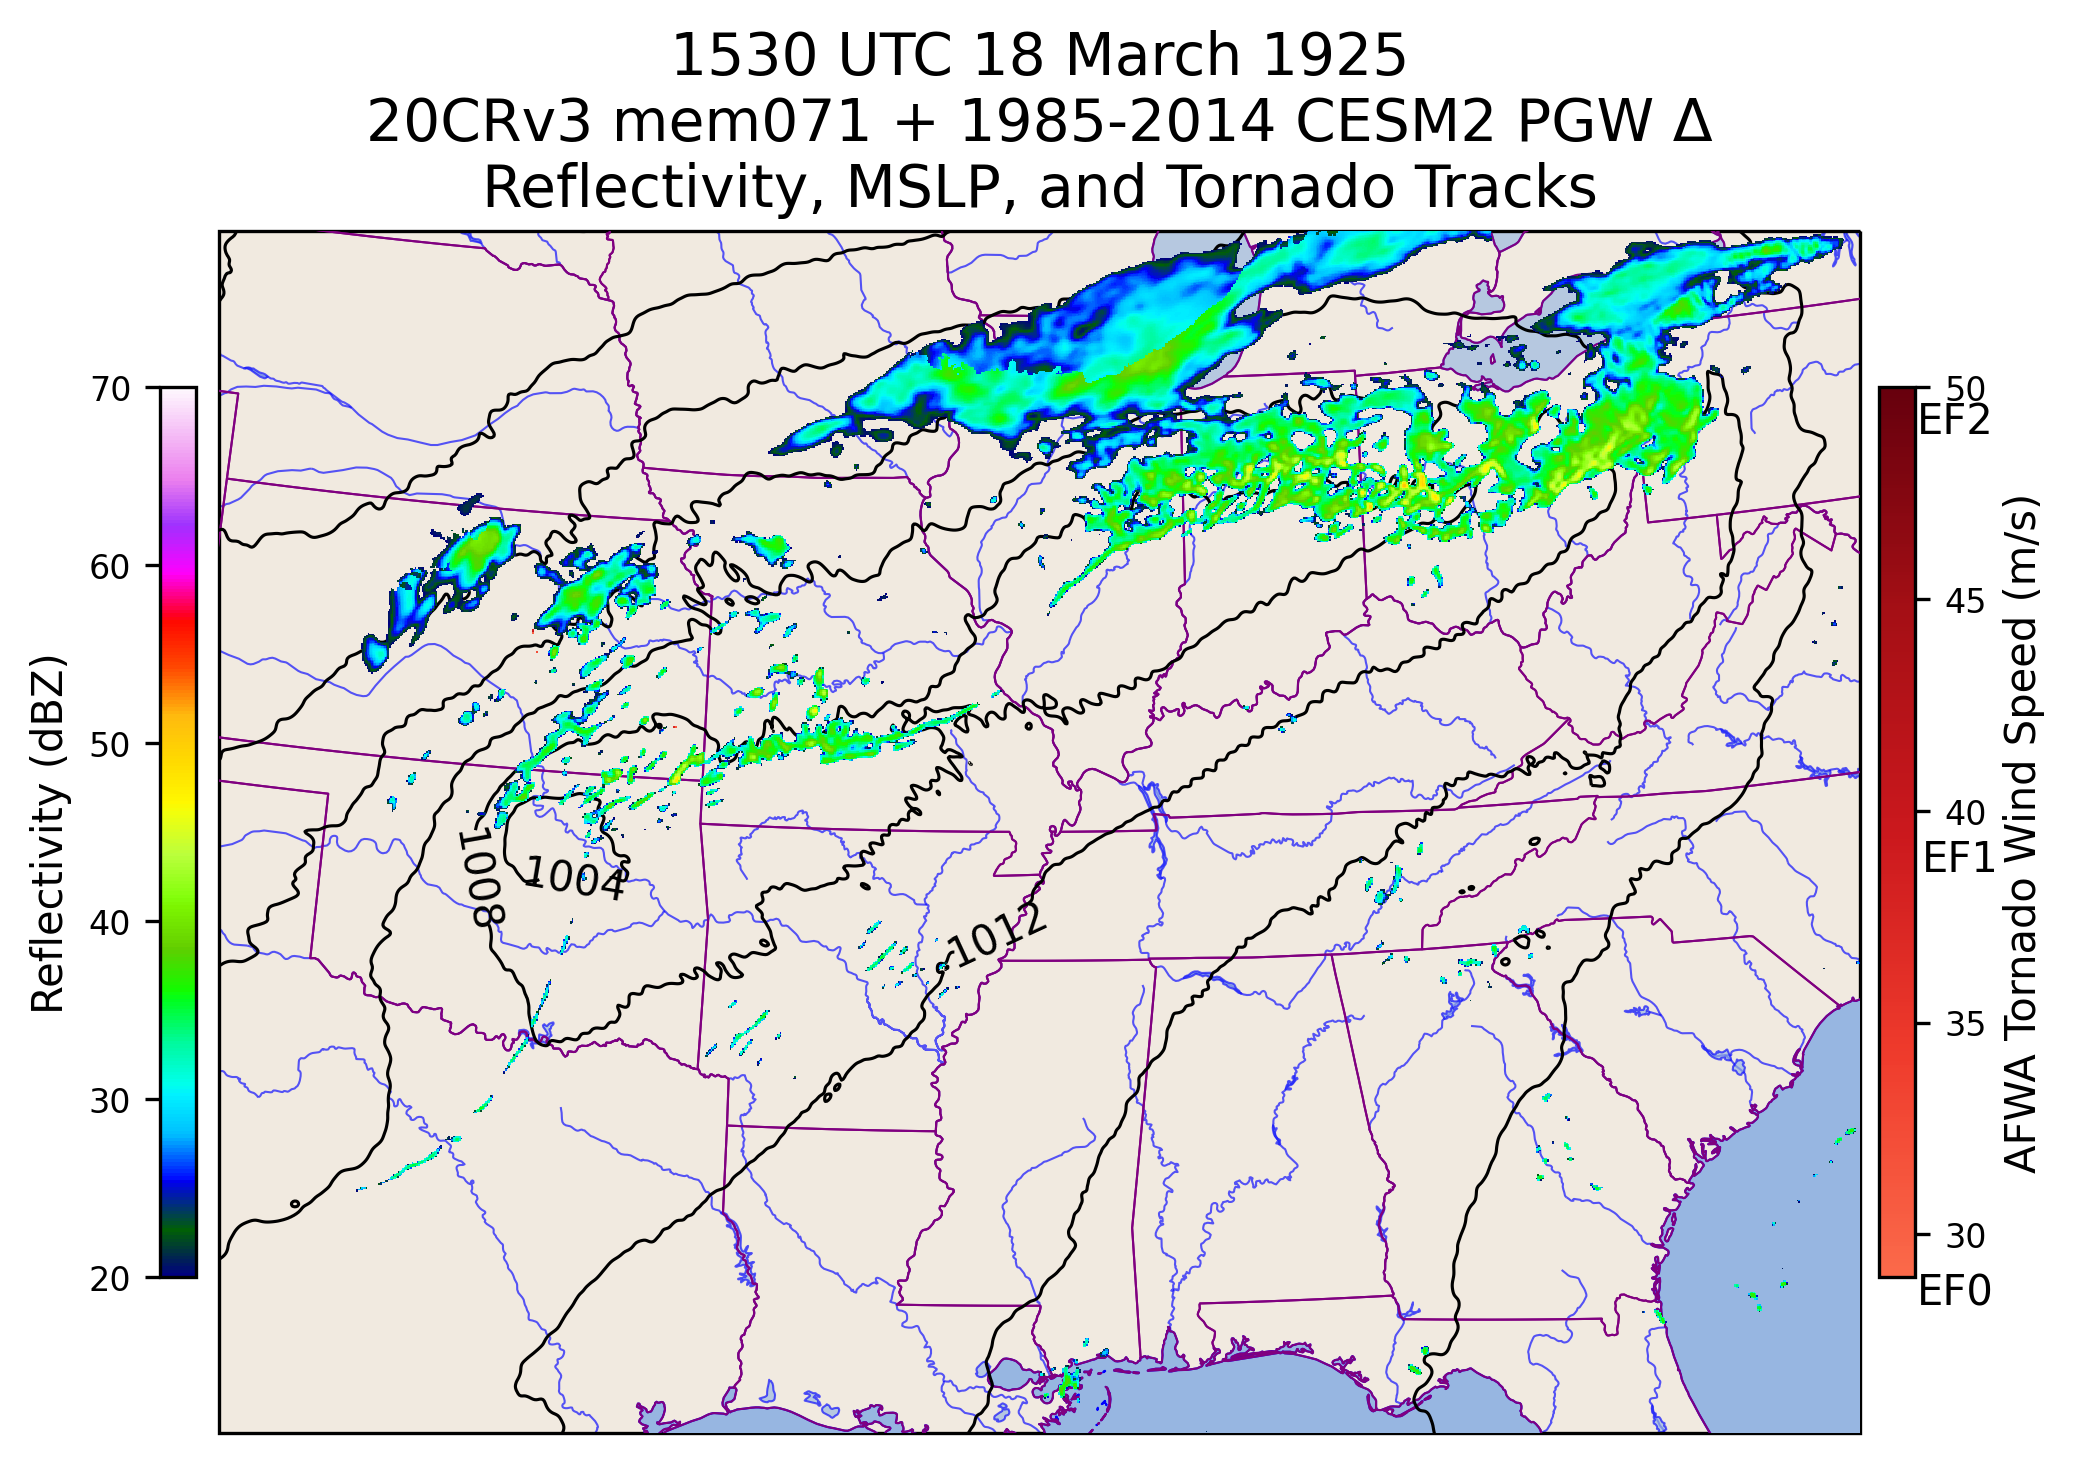 1530 UTC 18 March 1925
20CRv3 mem071 + 1985-2014 CESM2 PGW Δ
Reflectivity, MSLP, and Tornado Tracks
Reflectivity (dBZ)
70
60
50
40
30
20
1008
1004
1012
50
EF2
45
40
EF1
35
30
EF0
AFWA Tornado Wind Speed (m/s)